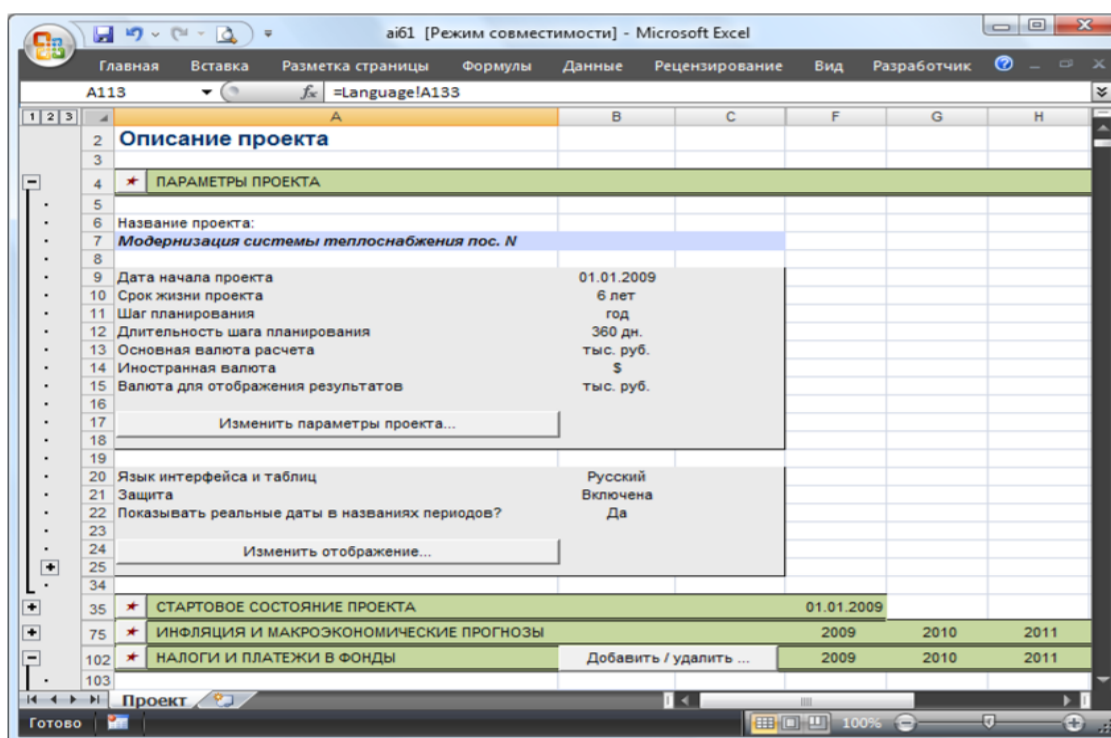 ai61 [Режим совместимости] - Microsoft Excel
Главная Вставка Разметка страницы Формулы Данные Рецензирование Вид Разработчик
A113 fx =Language!A133
1 2 3 A B C F G H
2 Описание проекта
3
4 ПАРАМЕТРЫ ПРОЕКТА
5
6 Название проекта:
7 Модернизация системы теплоснабжения пос. N
8
9 Дата начала проекта 01.01.2009
10 Срок жизни проекта 6 лет
11 Шаг планирования год
12 Длительность шага планирования 360 дн.
13 Основная валюта расчета тыс. руб.
14 Иностранная валюта $
15 Валюта для отображения результатов тыс. руб.
16
17 Изменить параметры проекта...
18
19
20 Язык интерфейса и таблиц Русский
21 Защита Включена
22 Показывать реальные даты в названиях периодов? Да
23
24 Изменить отображение...
25
34
35 СТАРТОВОЕ СОСТОЯНИЕ ПРОЕКТА 01.01.2009
75 ИНФЛЯЦИЯ И МАКРОЭКОНОМИЧЕСКИЕ ПРОГНОЗЫ 2009 2010 2011
102 НАЛОГИ И ПЛАТЕЖИ В ФОНДЫ Добавить / удалить ... 2009 2010 2011
103
Проект
Готово 100%